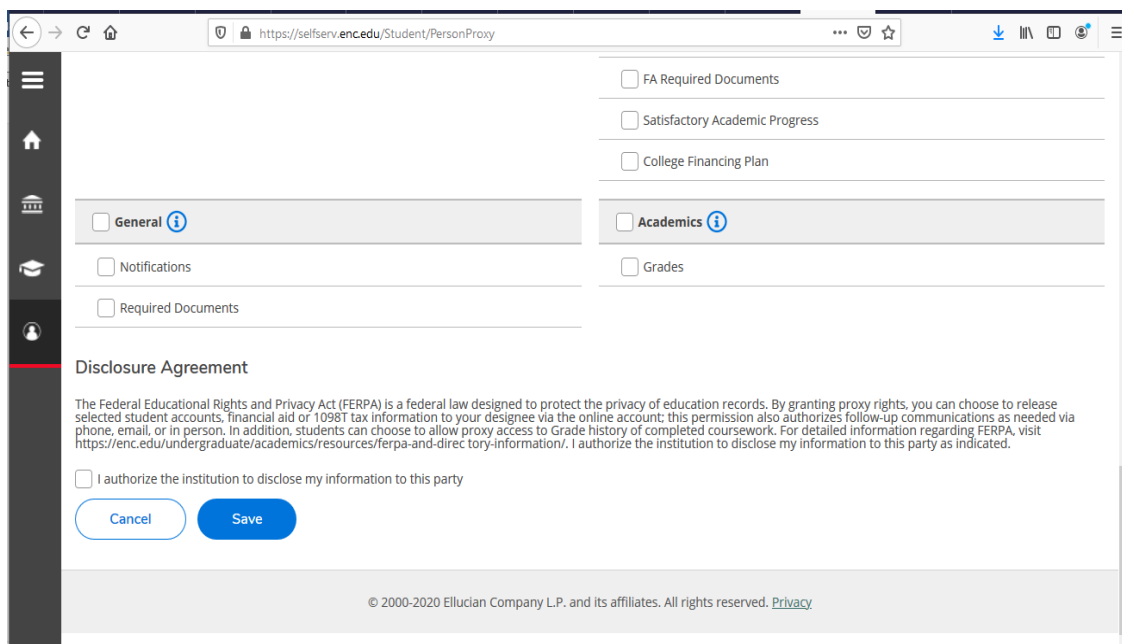 https://selfserv.enc.edu/Student/PersonProxy
FA Required Documents
Satisfactory Academic Progress
College Financing Plan
General
Academics
Notifications
Grades
Required Documents
Disclosure Agreement
The Federal Educational Rights and Privacy Act (FERPA) is a federal law designed to protect the privacy of education records. By granting proxy rights, you can choose to release
selected student accounts, financial aid or 1098T tax information to your designee via the online account; this permission also authorizes follow-up communications as needed via
phone, email, or in person. In addition, students can choose to allow proxy access to Grade history of completed coursework. For detailed information regarding FERPA, visit
https://enc.edu/undergraduate/academics/resources/ferpa-and-direc tory-information/. I authorize the institution to disclose my information to this party as indicated.
I authorize the institution to disclose my information to this party
Cancel
Save
© 2000-2020 Ellucian Company L.P. and its affiliates. All rights reserved. Privacy